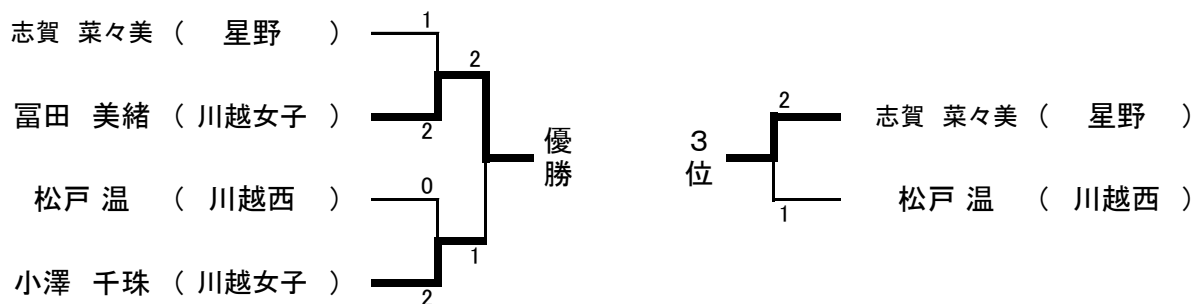 志賀 菜々美 ( 星野 )
1
2
冨田 美緒 ( 川越女子 )
2
優勝
松戸 温 ( 川越西 )
0
1
小澤 千珠 ( 川越女子 )
2
3位
2
志賀 菜々美 ( 星野 )
1
松戸 温 ( 川越西 )